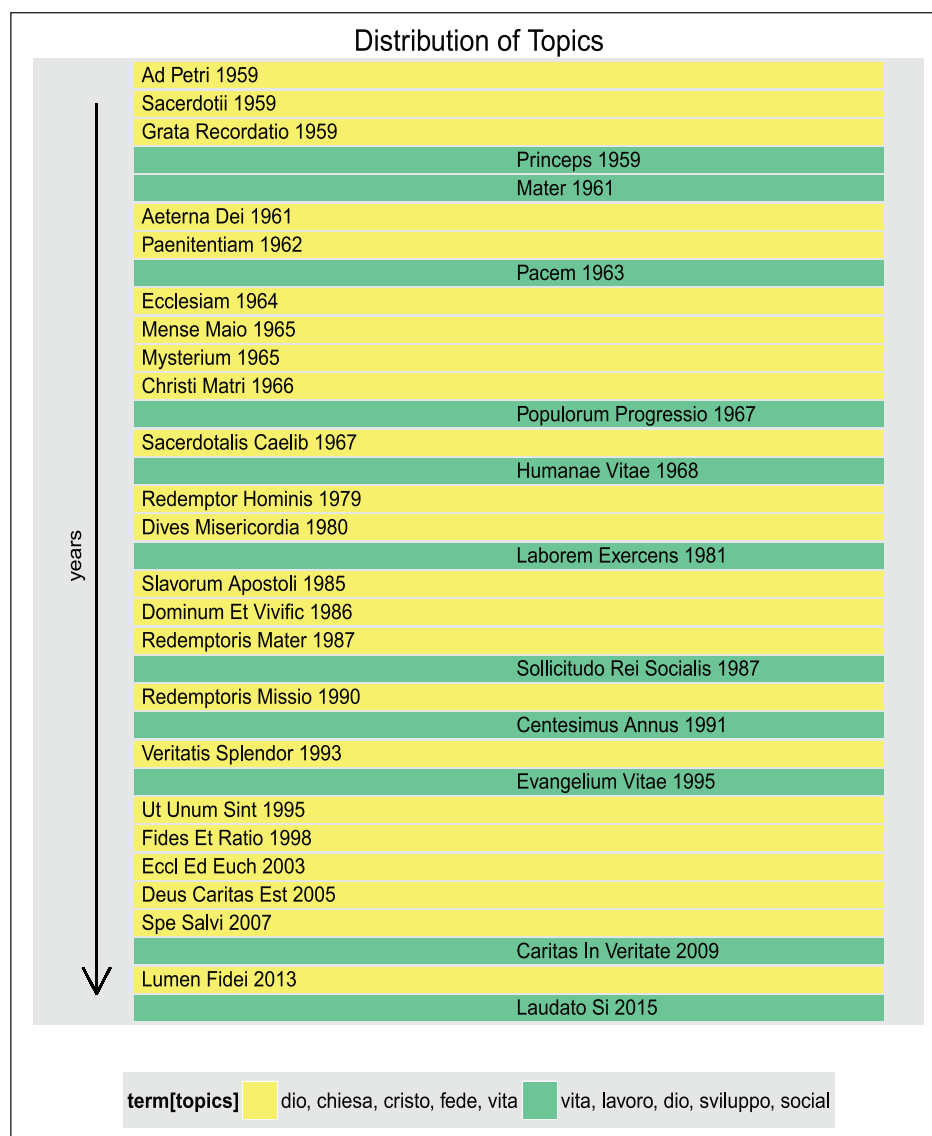 Distribution of Topics
Ad Petri 1959
Sacerdotii 1959
Grata Recordatio 1959
Princeps 1959
Mater 1961
Aeterna Dei 1961
Paenitentiam 1962
Pacem 1963
Ecclesiam 1964
Mense Maio 1965
Mysterium 1965
Christi Matri 1966
Populorum Progressio 1967
Sacerdotalis Caelib 1967
Humanae Vitae 1968
Redemptor Hominis 1979
Dives Misericordia 1980
Laborem Exercens 1981
Slavorum Apostoli 1985
Dominum Et Vivific 1986
Redemptoris Mater 1987
Sollicitudo Rei Socialis 1987
Redemptoris Missio 1990
Centesimus Annus 1991
Veritatis Splendor 1993
Evangelium Vitae 1995
Ut Unum Sint 1995
Fides Et Ratio 1998
Eccl Ed Euch 2003
Deus Caritas Est 2005
Spe Salvi 2007
Caritas In Veritate 2009
Lumen Fidei 2013
Laudato Si 2015
years
term[topics] dio, chiesa, cristo, fede, vita vita, lavoro, dio, sviluppo, social